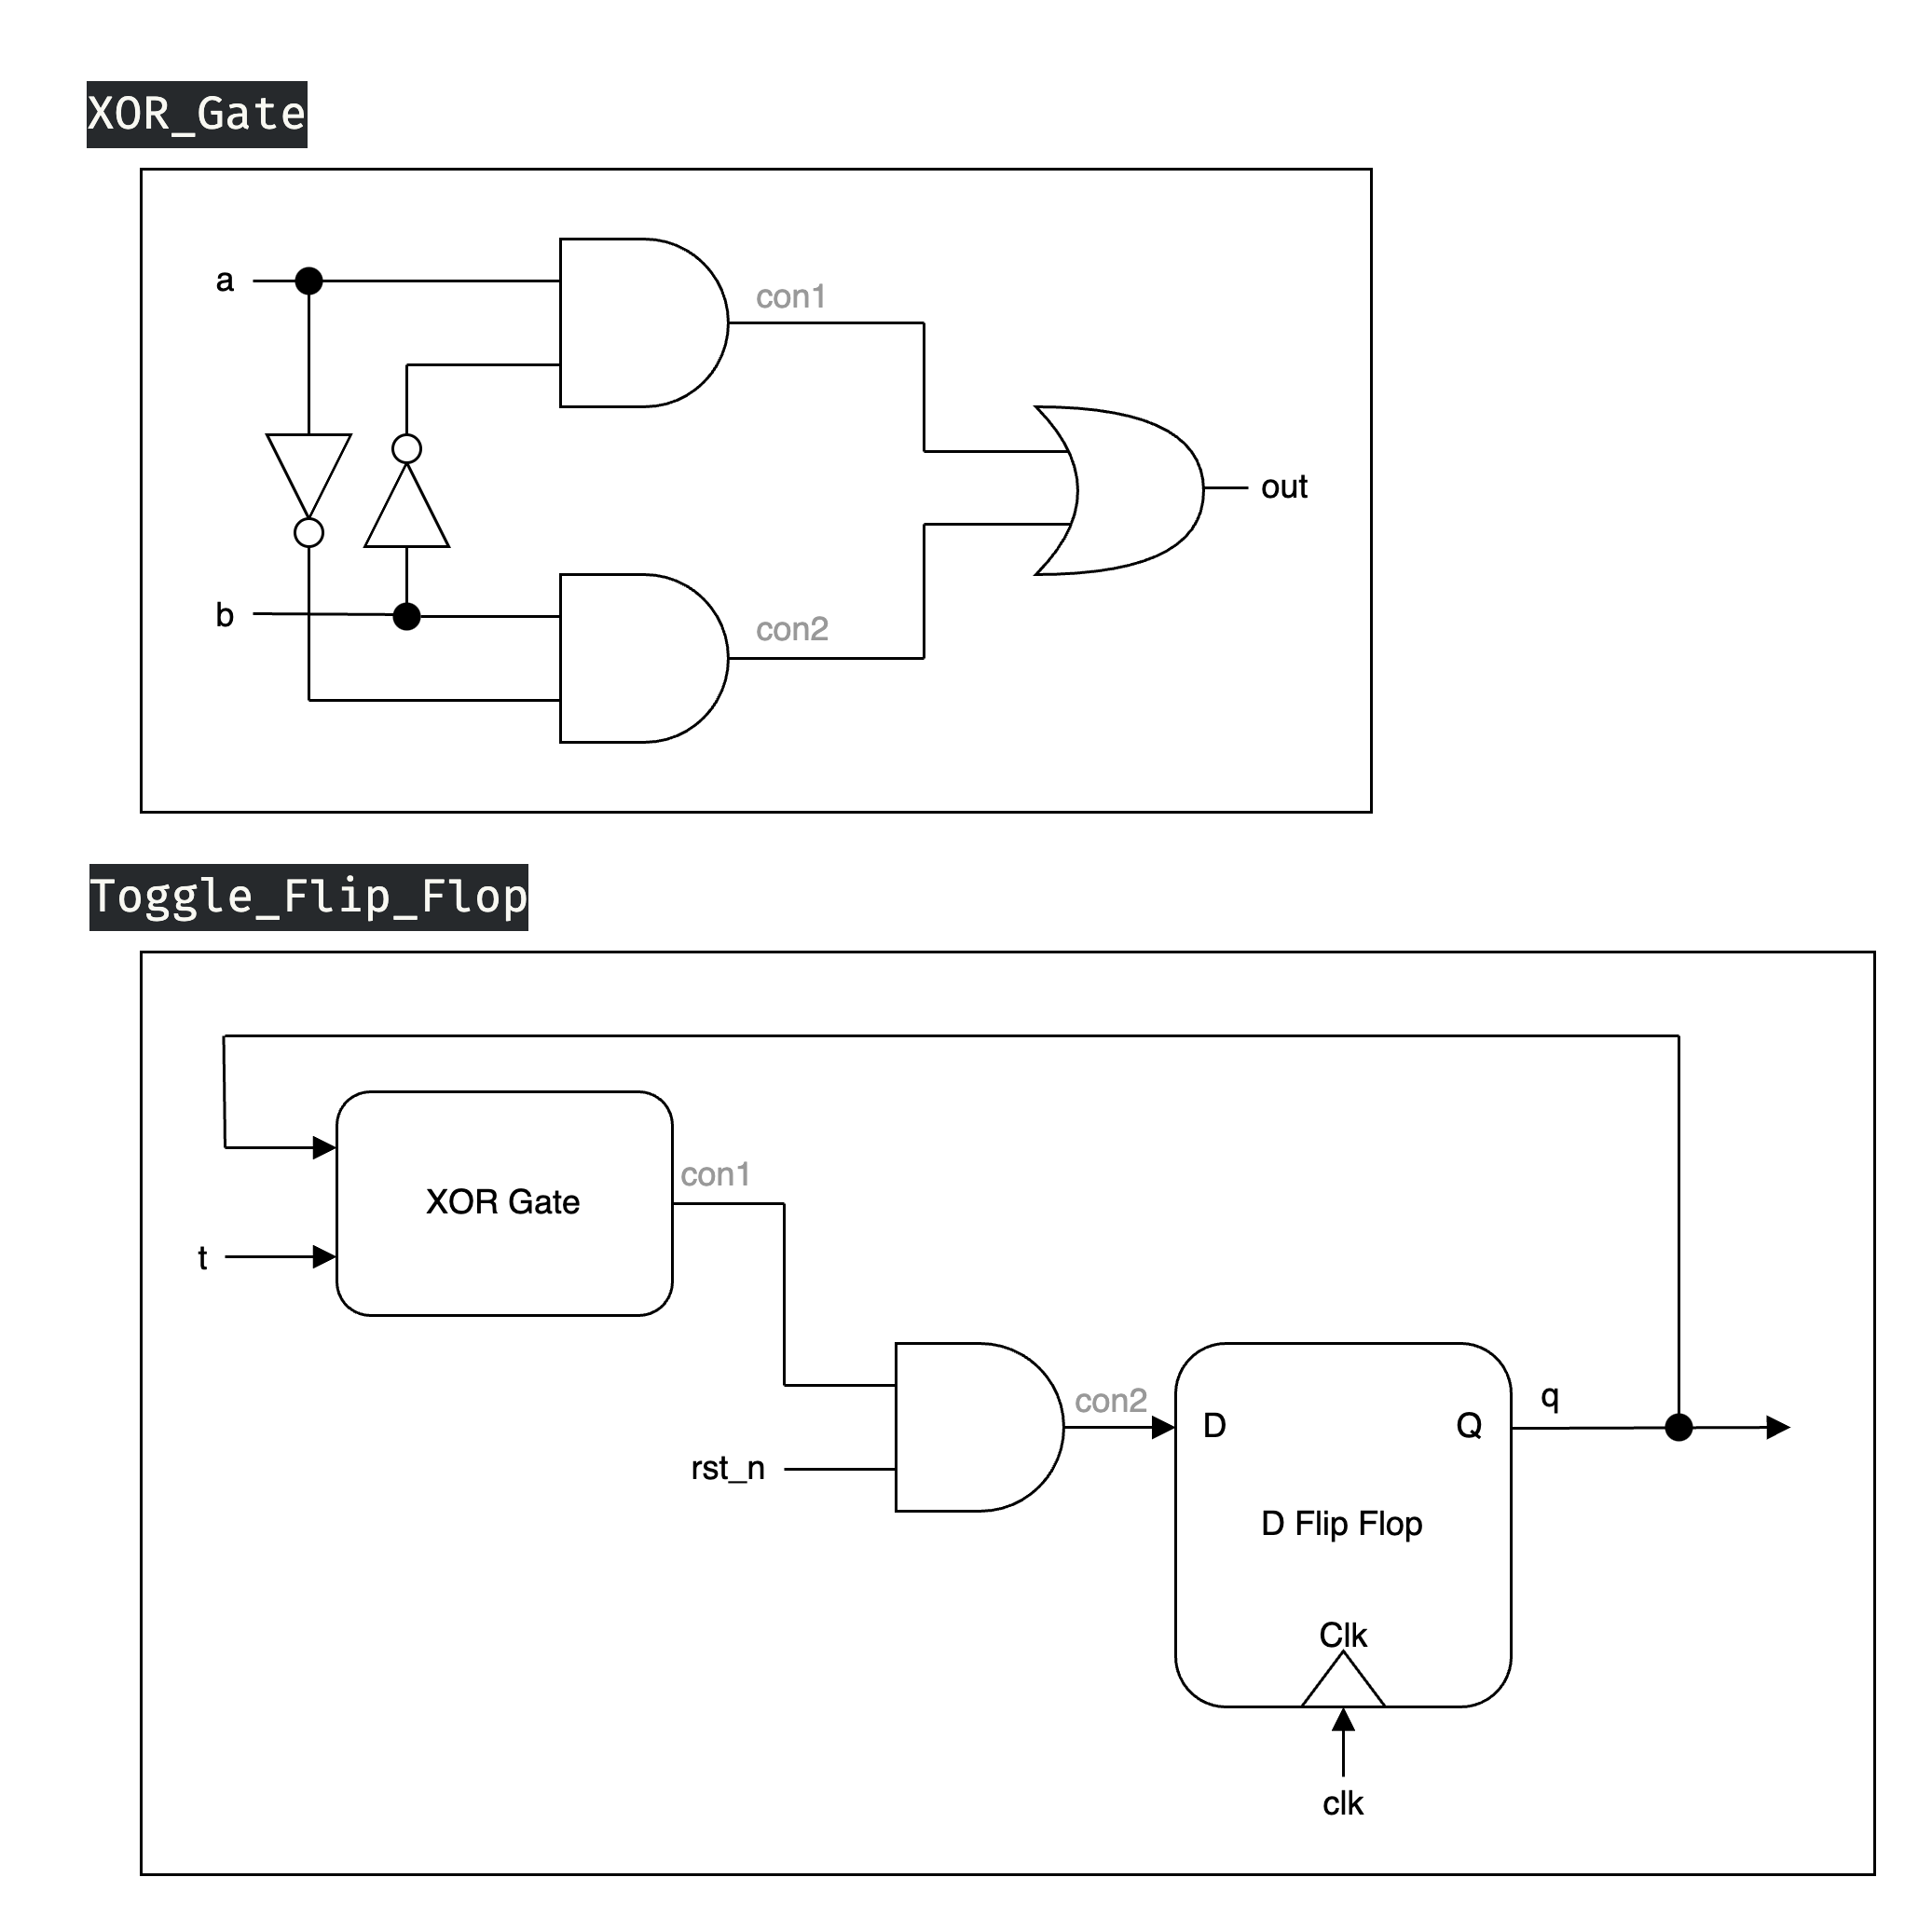 XOR_Gate
a
con1
out
b
con2
Toggle_Flip_Flop
con1
XOR Gate
t
q
con2
D
Q
rst_n
D Flip Flop
Clk
clk